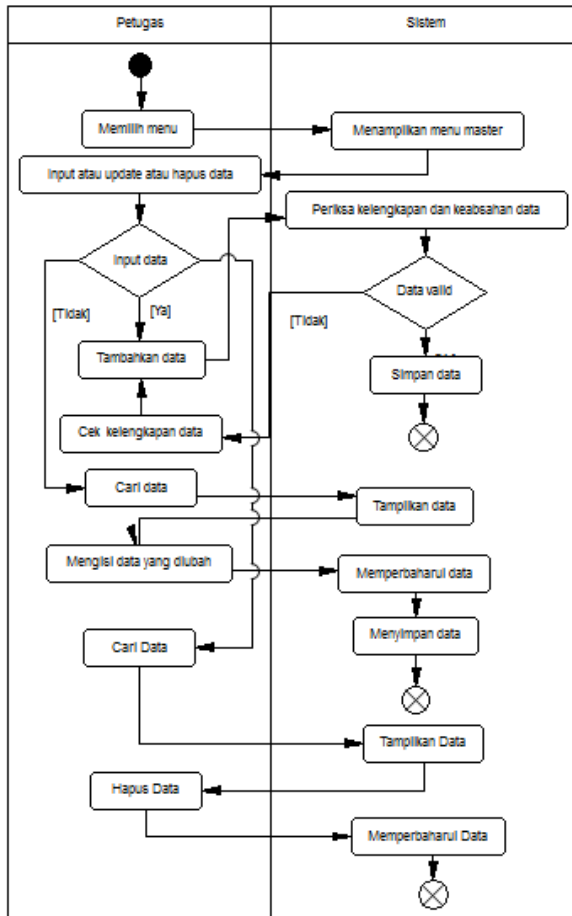 Petugas
Sistem
Memilih menu
Menampilkan menu master
Input atau update atau hapus data
Periksa kelengkapan dan keabsahan data
Input data
Data valid
[Tidak]
[Ya]
[Tidak]
Tambahkan data
Simpan data
Cek kelengkapan data
Cari data
Tampilkan data
Mengisi data yang diubah
Memperbaharui data
Menyimpan data
Cari Data
Tampilkan Data
Hapus Data
Memperbaharui Data